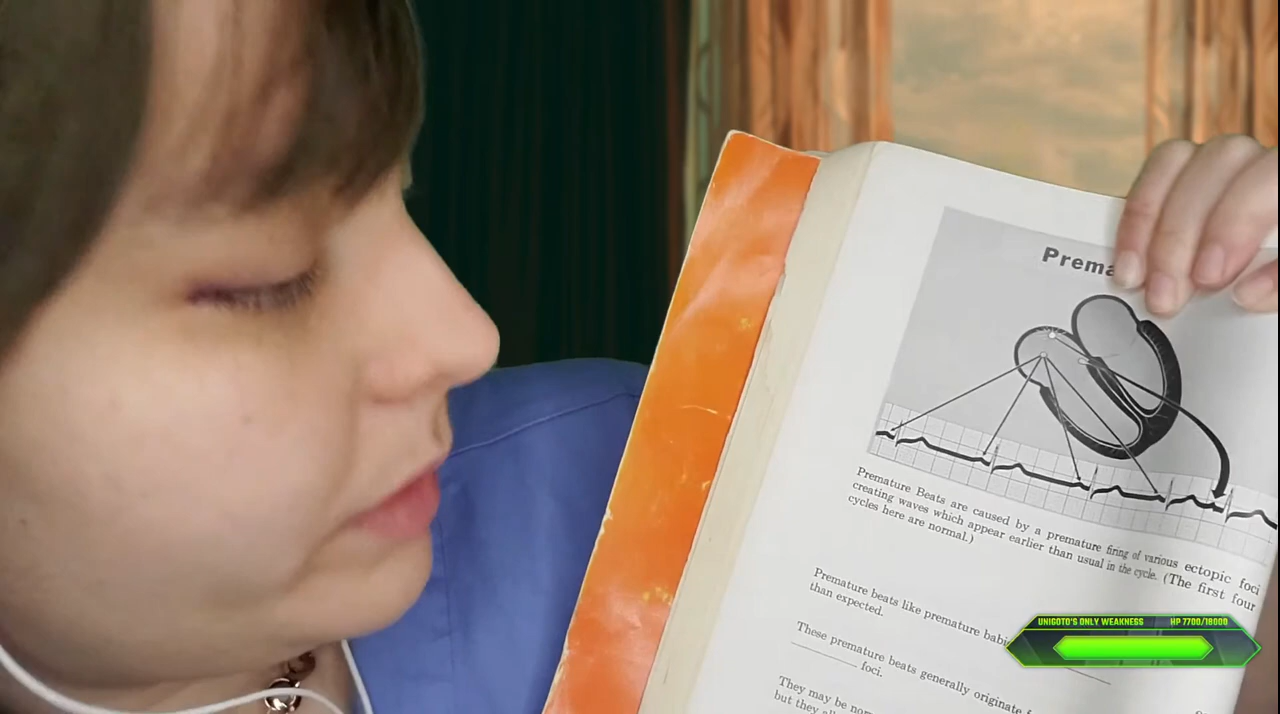 Prema
Premature Beats are caused by a premature firing of various ectopic foci
creating waves which appear earlier than usual in the cycle. (The first four
cycles here are normal.)
Premature beats like premature babi
than expected.
These premature beats generally originate
foci.
They may be nor
but they al
UNIGOTO'S ONLY WEAKNESS HP 7700/18000